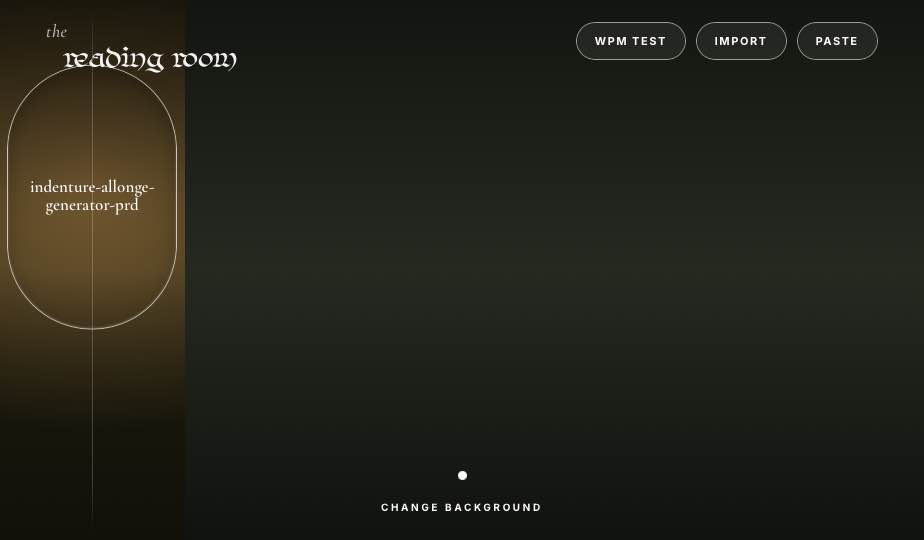 the
reading room
WPM TEST
IMPORT
PASTE
indenture-allonge-
generator-prd
CHANGE BACKGROUND